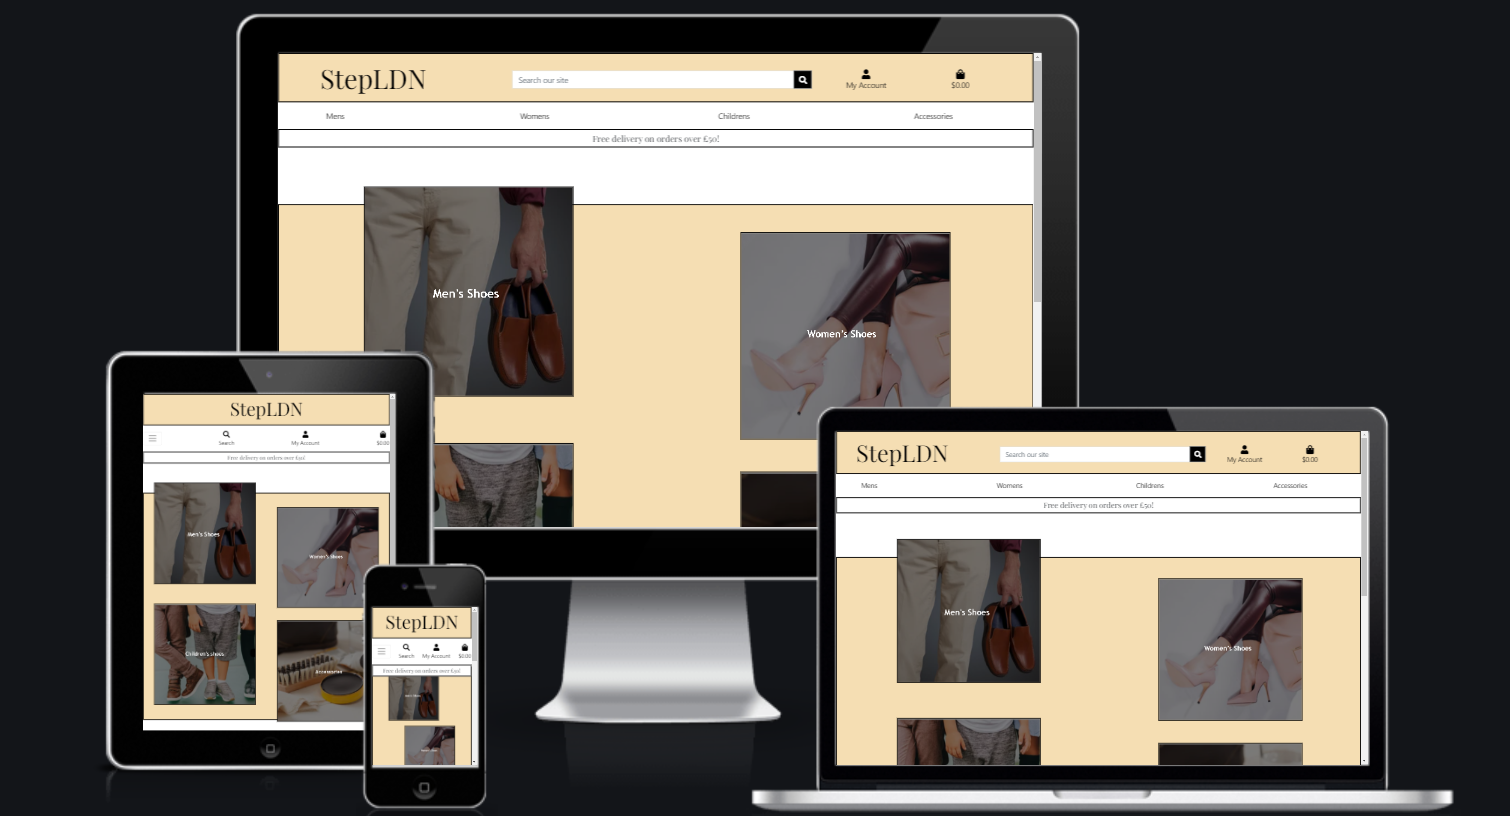 StepLDN
Search our site
My Account
$0.00
Mens
Womens
Childrens
Accessories
Free delivery on orders over £50!
Men's Shoes
Women's Shoes
StepLDN
Search
My Account
$0.00
Free delivery on orders over £50!
Men's Shoes
Women's Shoes
Children's Shoes
Accessories
StepLDN
Search
My Account
$0.00
Free delivery on orders over £50!
StepLDN
Search our site
My Account
$0.00
Mens
Womens
Childrens
Accessories
Free delivery on orders over £50!
Men's Shoes
Women's Shoes